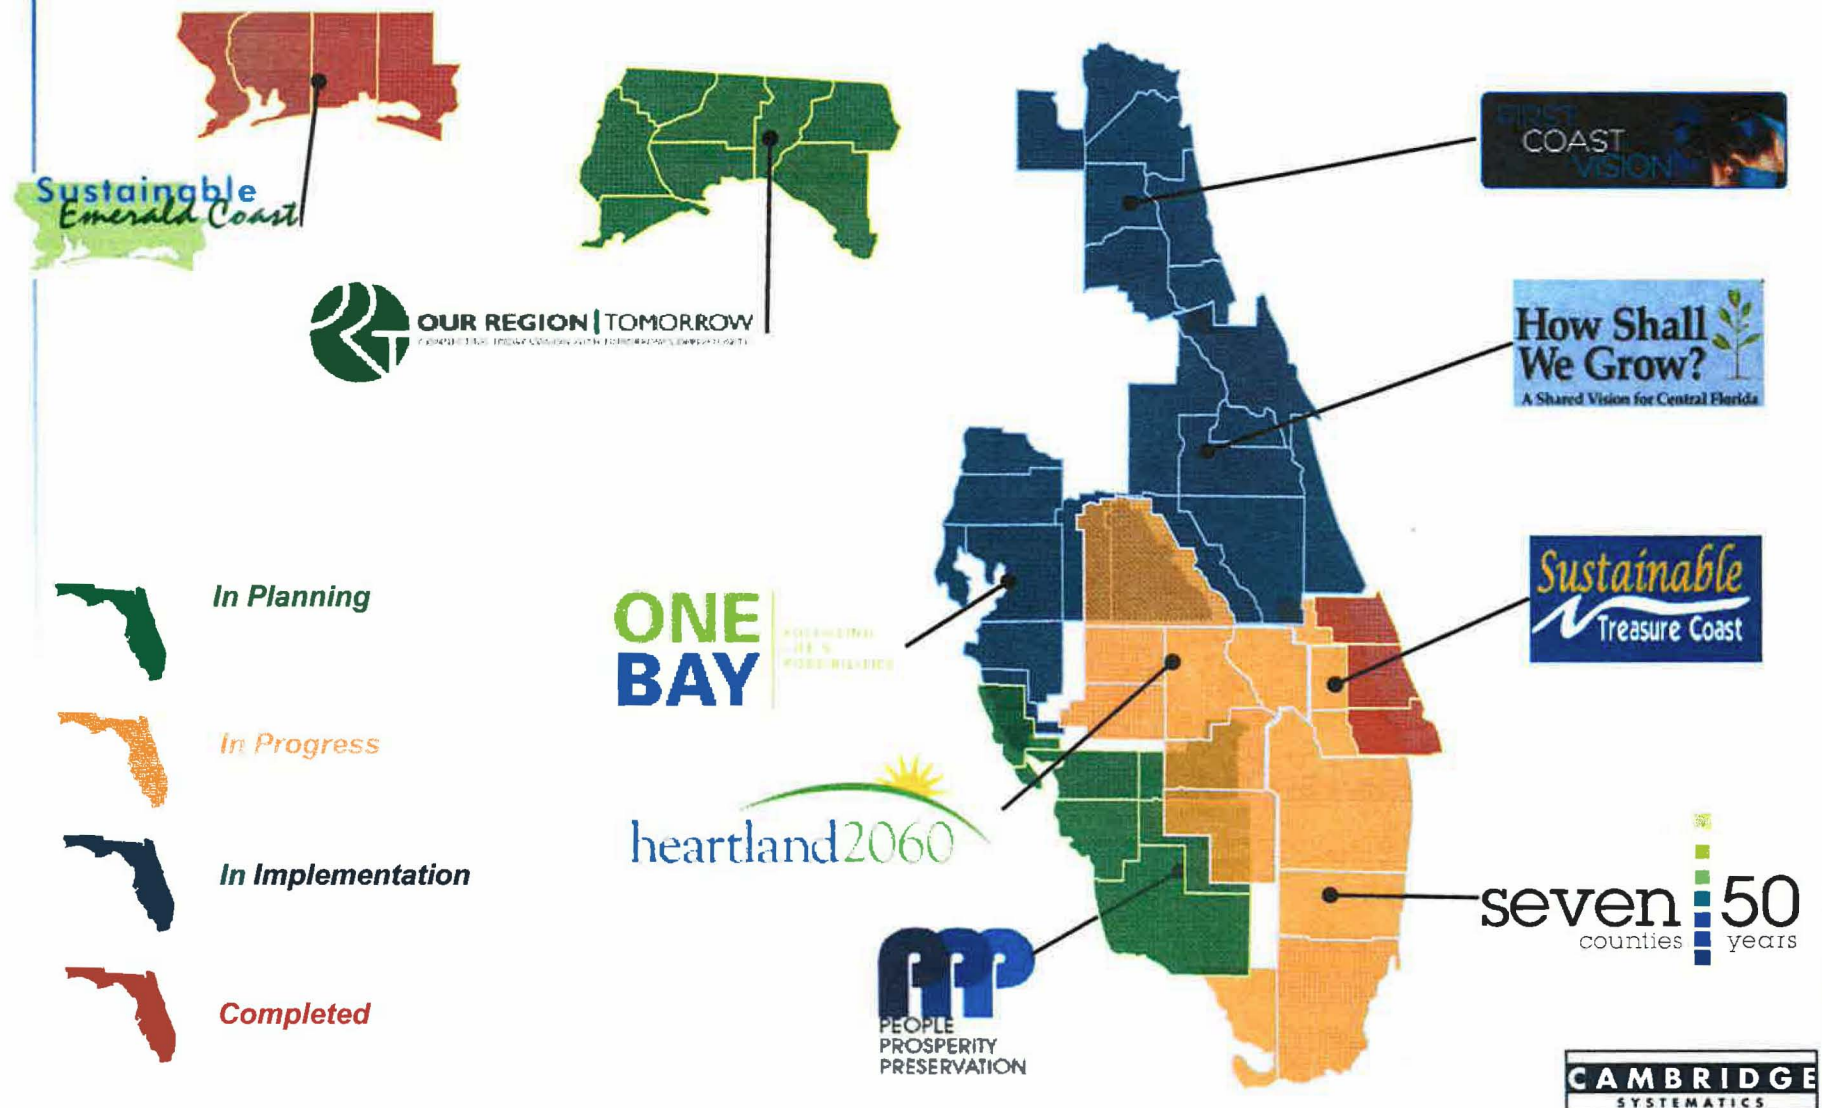 Sustainable
Emerald Coast
OUR REGION | TOMORROW
FIRST
COAST
VISION
How Shall
We Grow?
A Shared Vision for Central Florida
Sustainable
Treasure Coast
ONE
BAY
POSSIBILITIES
heartland2060
seven 50
counties years
PEOPLE
PROSPERITY
PRESERVATION
In Planning
In Progress
In Implementation
Completed
CAMBRIDGE
SYSTEMATICS